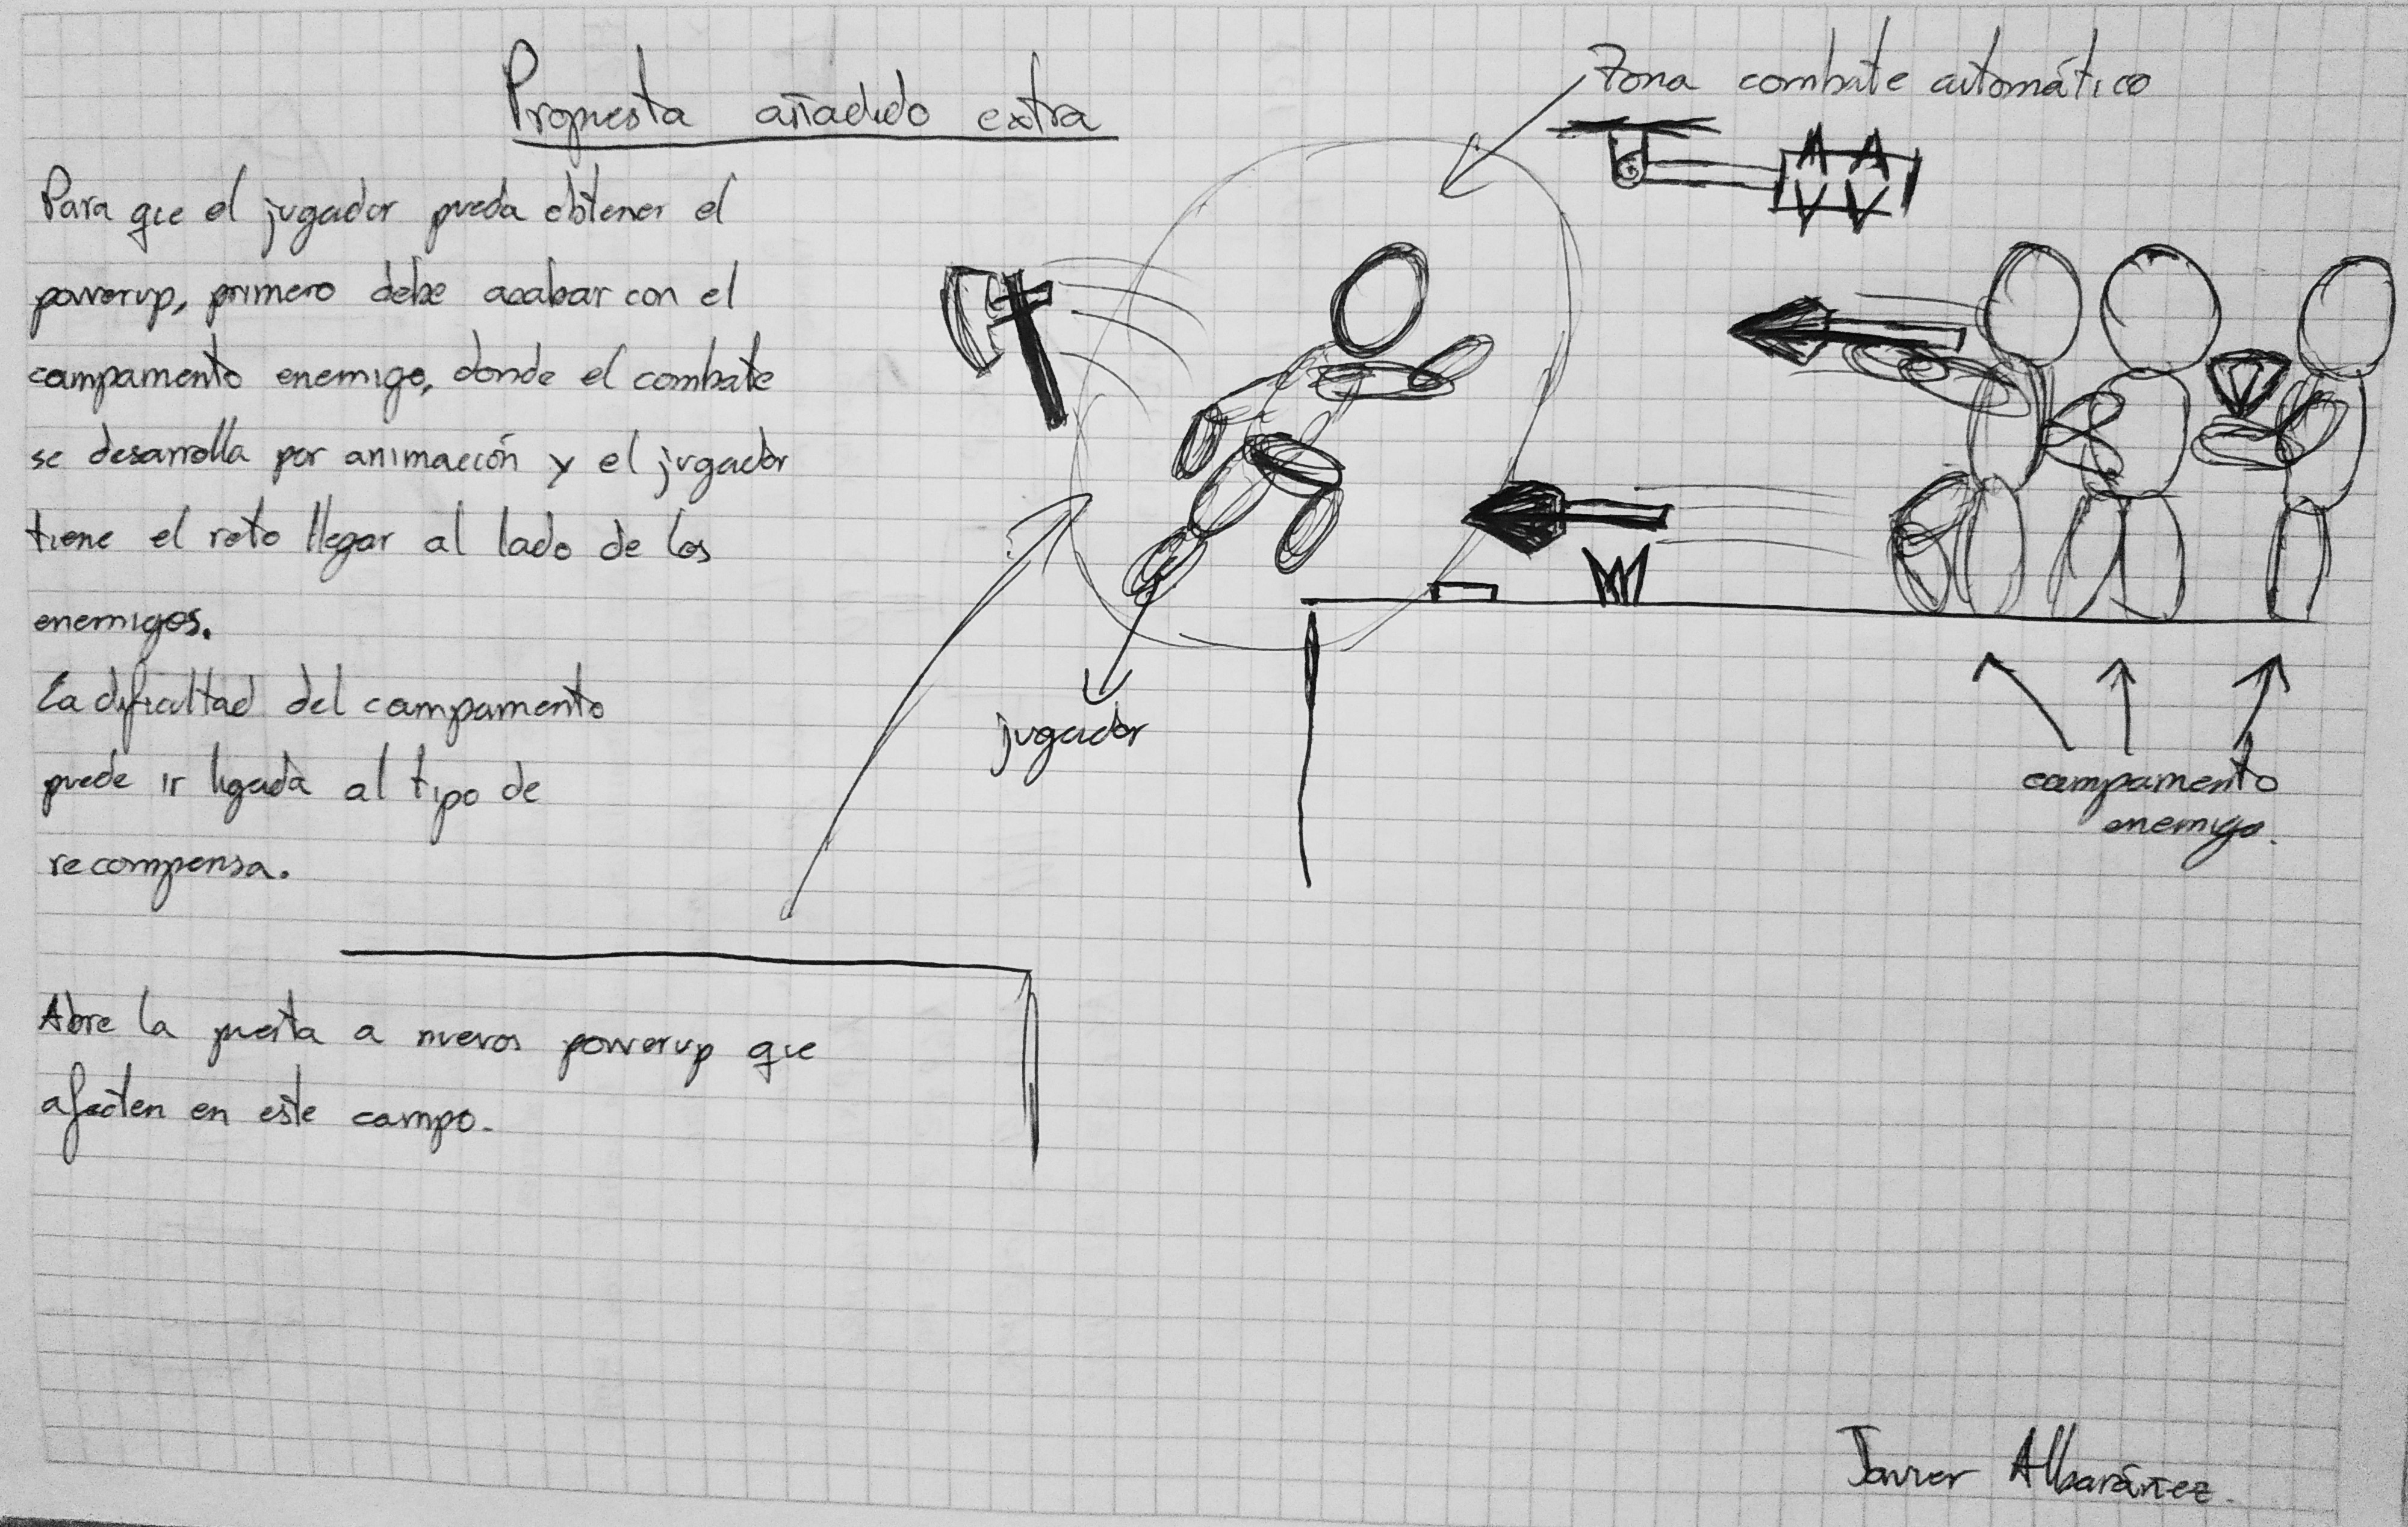 Propuesta añadido extra
Zona combate automático
Para que el jugador pueda obtener el
powerup, primero debe acabar con el
campamento enemigo, donde el combate
se desarrolla por animación y el jugador
tiene el reto llegar al lado de los
enemigos.
La dificultad del campamento
puede ir ligada al tipo de
recompensa.
jugador
campamento
enemigo.
Abre la puerta a nuevos powerup que
afecten en este campo.
Javier Albaráñez.